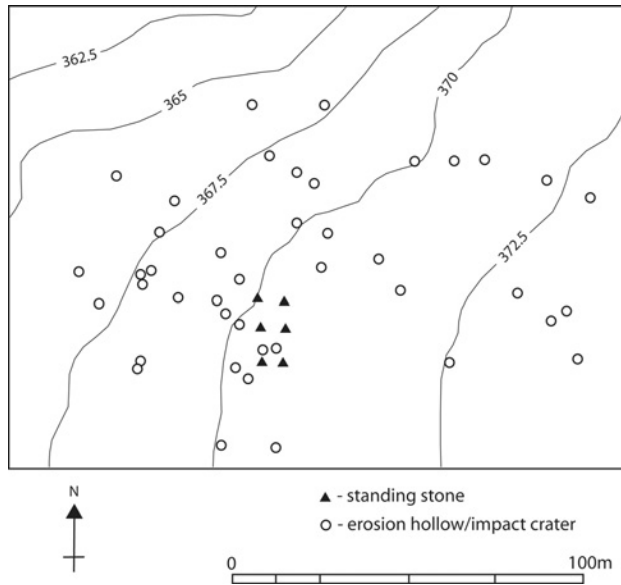 362.5
365
367.5
370
372.5
N
- standing stone
- erosion hollow/impact crater
0
100m